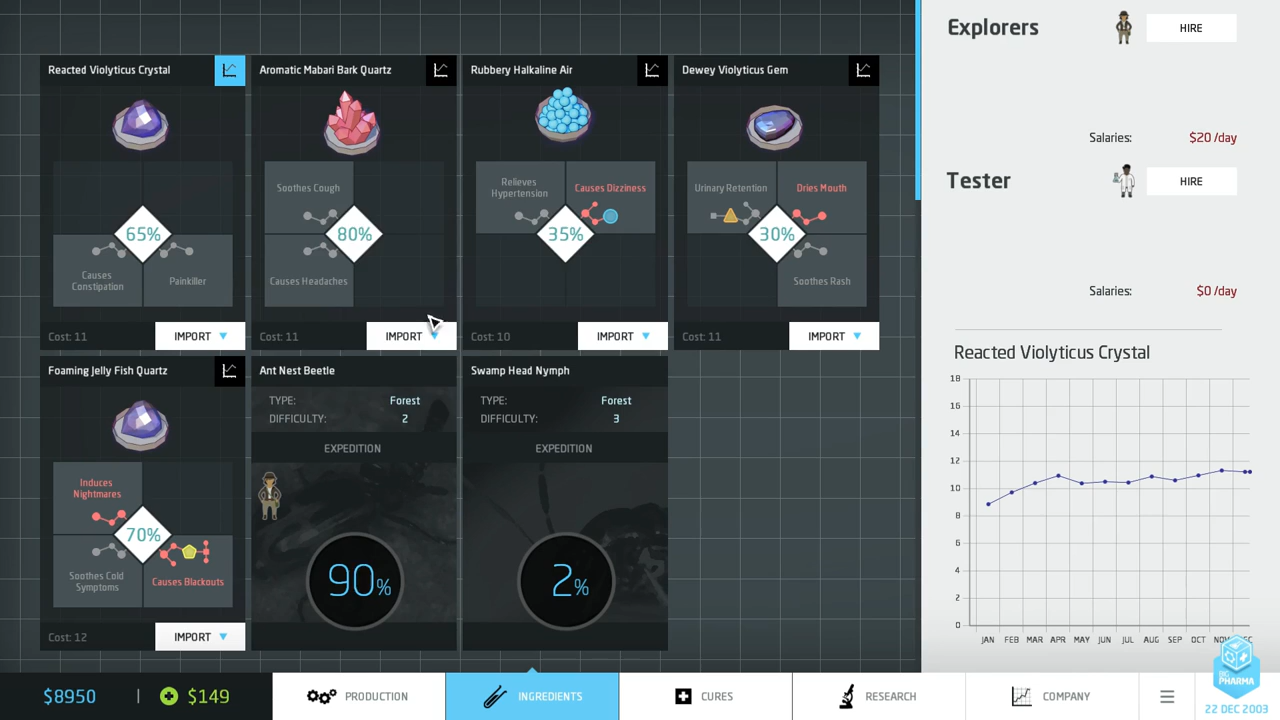 Reacted Violyticus Crystal
Aromatic Mabari Bark Quartz
Rubbery Halkaline Air
Dewey Violyticus Gem
65%
Causes Constipation
Painkiller
Soothes Cough
80%
Causes Headaches
Relieves Hypertension
Causes Dizziness
35%
Urinary Retention
Dries Mouth
30%
Soothes Rash
Cost: 11
IMPORT
Cost: 11
IMPORT
Cost: 10
IMPORT
Cost: 11
IMPORT
Foaming Jelly Fish Quartz
Induces Nightmares
70%
Soothes Cold Symptoms
Causes Blackouts
Cost: 12
IMPORT
Ant Nest Beetle
TYPE: Forest
DIFFICULTY: 2
EXPEDITION
90%
Swamp Head Nymph
TYPE: Forest
DIFFICULTY: 3
EXPEDITION
2%
Explorers
HIRE
Salaries: $20 /day
Tester
HIRE
Salaries: $0 /day
Reacted Violyticus Crystal
18
16
14
12
10
8
6
4
2
0
JAN FEB MAR APR MAY JUN JUL AUG SEP OCT
$8950 | $149
PRODUCTION
INGREDIENTS
CURES
RESEARCH
COMPANY
BIG PHARMA
22 DEC 2003